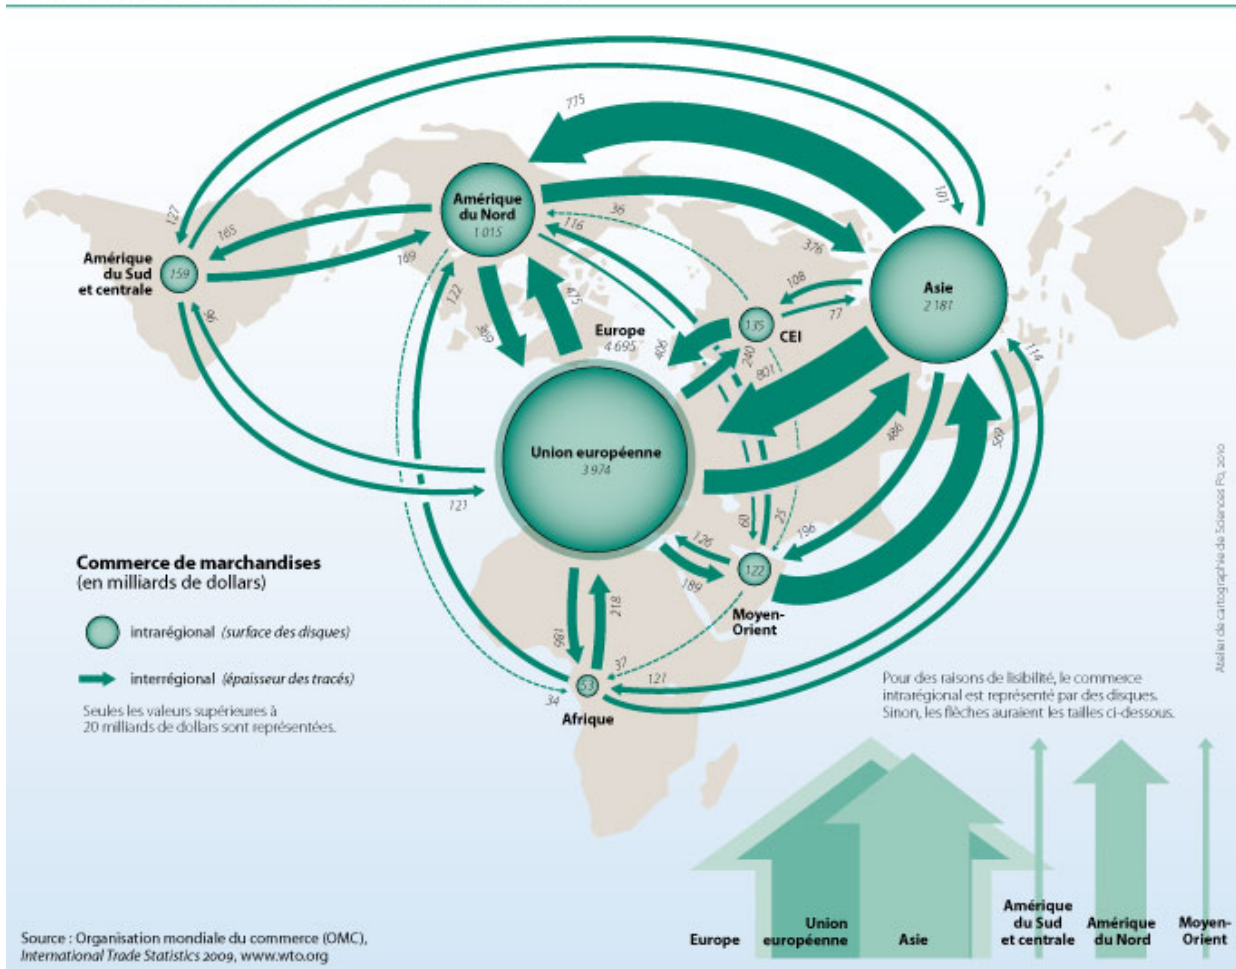 775
Amérique
du Nord
1 015
36
116
376
101
127
165
169
Amérique
du Sud
et centrale
159
96
122
369
475
Europe
4 695
406
240
135
CEI
108
77
801
Asie
2 181
114
Union européenne
3 974
486
569
121
196
60
25
126
189
122
Moyen-
Orient
186
218
37
121
53
34
Afrique
Commerce de marchandises
(en milliards de dollars)
intrarégional (surface des disques)
interrégional (épaisseur des tracés)
Seules les valeurs supérieures à
20 milliards de dollars sont représentées.
Pour des raisons de lisibilité, le commerce
intrarégional est représenté par des disques.
Sinon, les flèches auraient les tailles ci-dessous.
Europe
Union
européenne
Asie
Amérique
du Sud
et centrale
Amérique
du Nord
Moyen-
Orient
Source : Organisation mondiale du commerce (OMC),
International Trade Statistics 2009, www.wto.org
Atelier de cartographie de Sciences Po, 2010